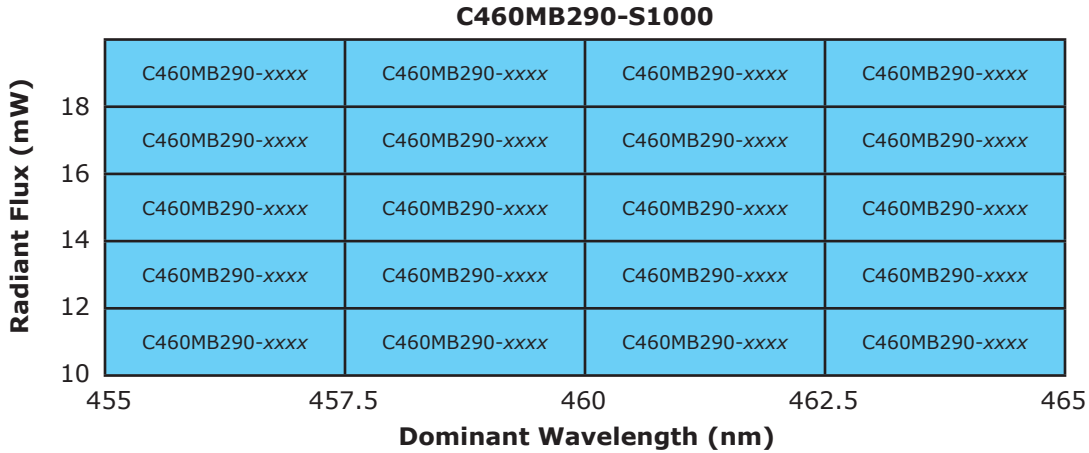 C460MB290-S1000
Radiant Flux (mW)
C460MB290-xxxx C460MB290-xxxx C460MB290-xxxx C460MB290-xxxx
18
C460MB290-xxxx C460MB290-xxxx C460MB290-xxxx C460MB290-xxxx
16
C460MB290-xxxx C460MB290-xxxx C460MB290-xxxx C460MB290-xxxx
14
C460MB290-xxxx C460MB290-xxxx C460MB290-xxxx C460MB290-xxxx
12
C460MB290-xxxx C460MB290-xxxx C460MB290-xxxx C460MB290-xxxx
10
455 457.5 460 462.5 465
Dominant Wavelength (nm)